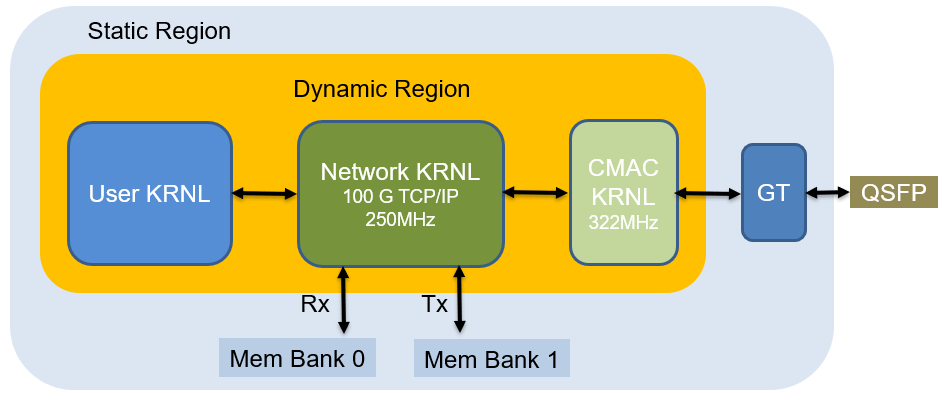 Static Region
Dynamic Region
User KRNL
Network KRNL
100 G TCP/IP
250MHz
CMAC
KRNL
322MHz
GT
QSFP
Rx
Tx
Mem Bank 0
Mem Bank 1